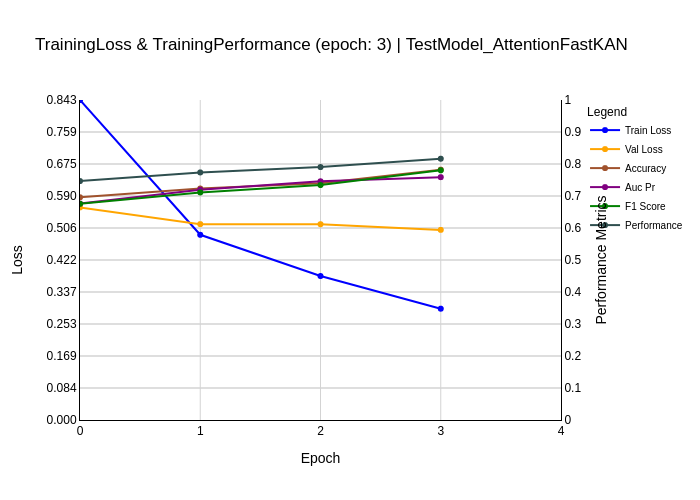 TrainingLoss & TrainingPerformance (epoch: 3) | TestModel_AttentionFastKAN
0.843
0.759
0.675
0.590
0.506
0.422
0.337
0.253
0.169
0.084
0.000
Loss
0
1
2
3
4
Epoch
1
0.9
0.8
0.7
0.6
0.5
0.4
0.3
0.2
0.1
0
Performance Metrics
Legend
Train Loss
Val Loss
Accuracy
Auc Pr
F1 Score
Performance